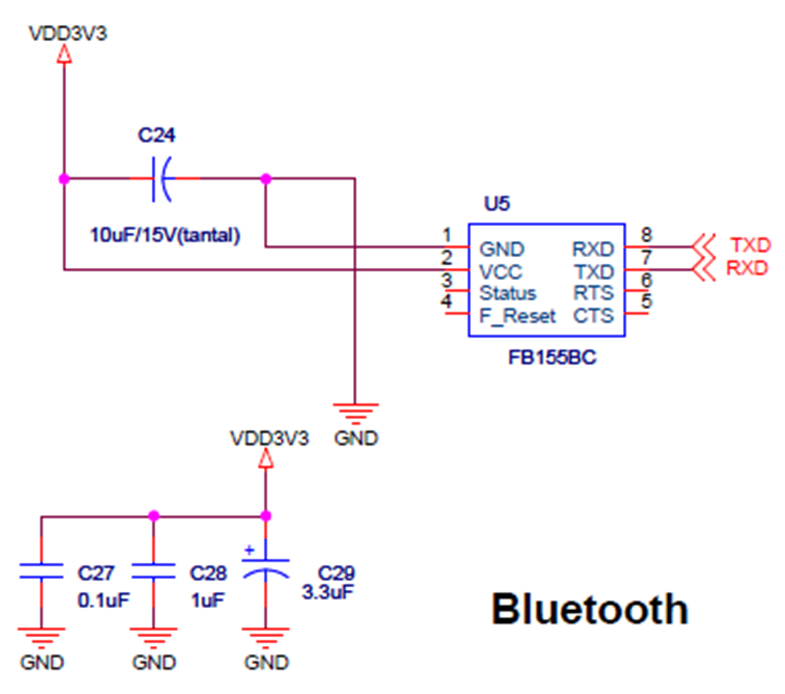 VDD3V3
C24
10uF/15V(tantal)
U5
1 GND RXD 8 TXD
2 VCC TXD 7 RXD
3 Status RTS 6
4 F_Reset CTS 5
FB155BC
GND
VDD3V3
+
C27 C28 C29
0.1uF 1uF 3.3uF
Bluetooth
GND GND GND